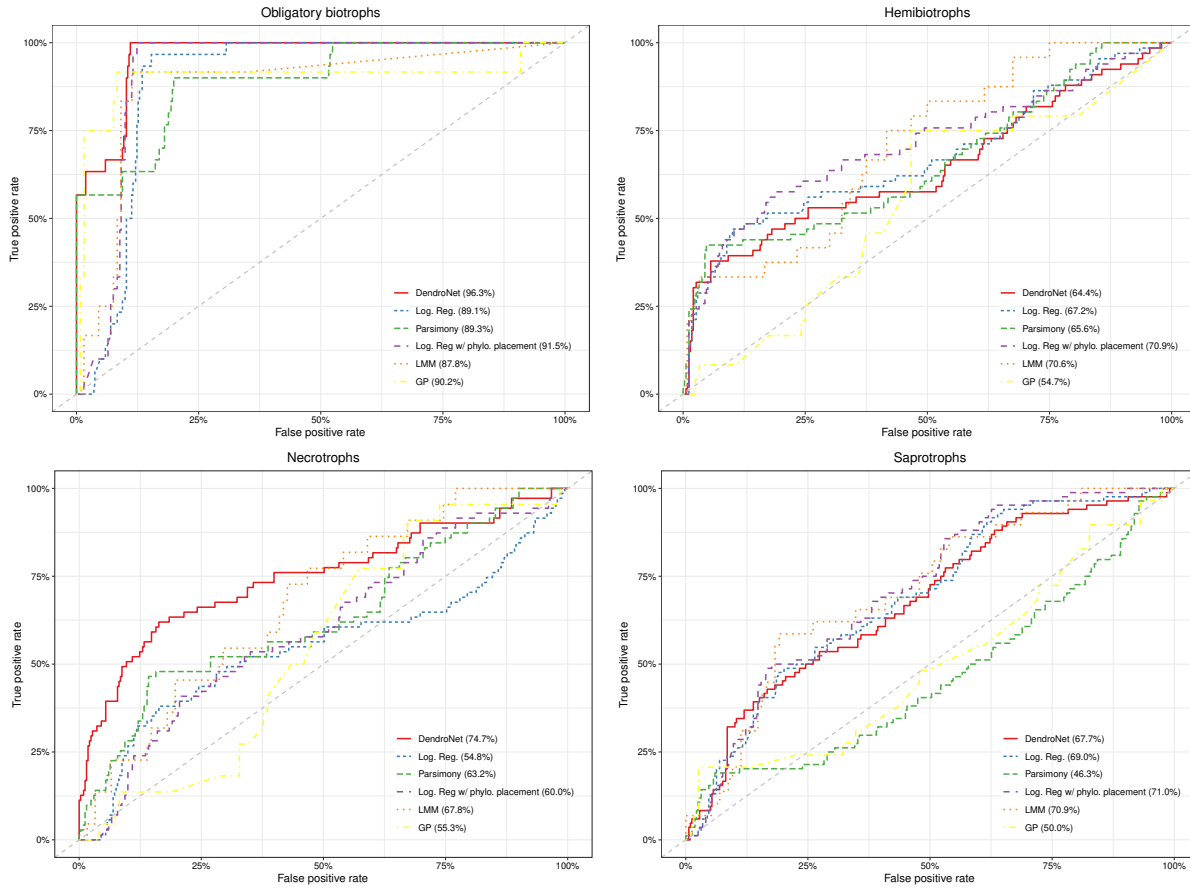 Obligatory biotrophs
True positive rate
100%
75%
50%
25%
0%
DendroNet (96.3%)
Log. Reg. (89.1%)
Parsimony (89.3%)
Log. Reg w/ phylo. placement (91.5%)
LMM (87.8%)
GP (90.2%)
0%
25%
50%
75%
100%
False positive rate
Hemibiotrophs
True positive rate
100%
75%
50%
25%
0%
DendroNet (64.4%)
Log. Reg. (67.2%)
Parsimony (65.6%)
Log. Reg w/ phylo. placement (70.9%)
LMM (70.6%)
GP (54.7%)
0%
25%
50%
75%
100%
False positive rate
Necrotrophs
True positive rate
100%
75%
50%
25%
0%
DendroNet (74.7%)
Log. Reg. (54.8%)
Parsimony (63.2%)
Log. Reg w/ phylo. placement (60.0%)
LMM (67.8%)
GP (55.3%)
0%
25%
50%
75%
100%
False positive rate
Saprotrophs
True positive rate
100%
75%
50%
25%
0%
DendroNet (67.7%)
Log. Reg. (69.0%)
Parsimony (46.3%)
Log. Reg w/ phylo. placement (71.0%)
LMM (70.9%)
GP (50.0%)
0%
25%
50%
75%
100%
False positive rate